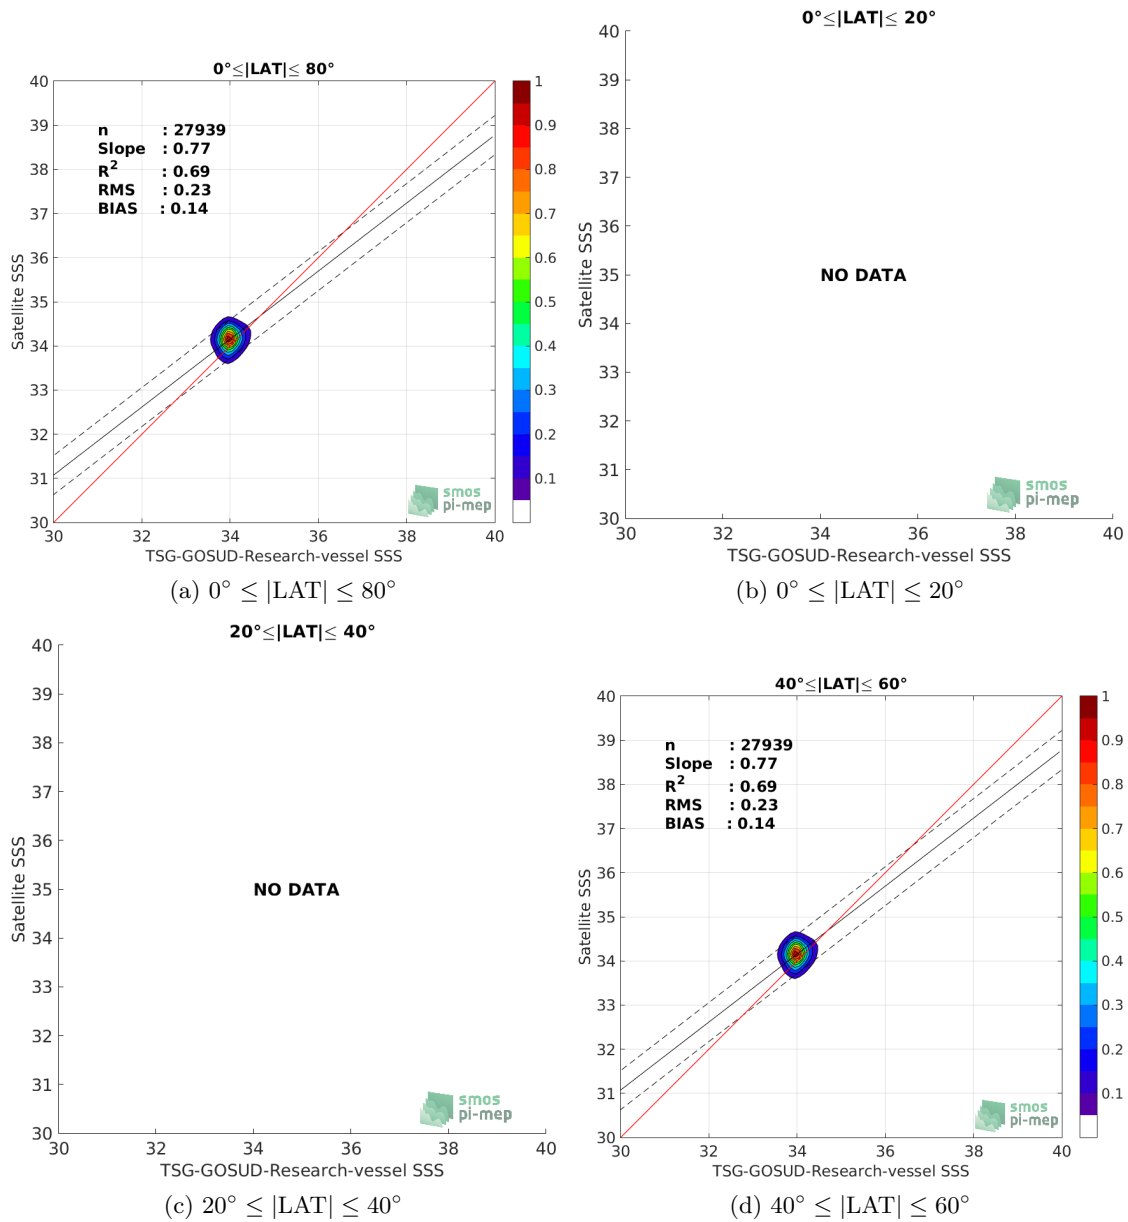 0°≤|LAT|≤ 80°
40
39
38
37
36
35
34
33
32
31
30
30 32 34 36 38 40
Satellite SSS
TSG-GOSUD-Research-vessel SSS
n : 27939
Slope : 0.77
R2 : 0.69
RMS : 0.23
BIAS : 0.14
smos
pi-mep
1
0.9
0.8
0.7
0.6
0.5
0.4
0.3
0.2
0.1
(a) 0° ≤ |LAT| ≤ 80°
0°≤|LAT|≤ 20°
40
39
38
37
36
35
34
33
32
31
30
30 32 34 36 38 40
Satellite SSS
TSG-GOSUD-Research-vessel SSS
NO DATA
smos
pi-mep
(b) 0° ≤ |LAT| ≤ 20°
20°≤|LAT|≤ 40°
40
39
38
37
36
35
34
33
32
31
30
30 32 34 36 38 40
Satellite SSS
TSG-GOSUD-Research-vessel SSS
NO DATA
smos
pi-mep
(c) 20° ≤ |LAT| ≤ 40°
40°≤|LAT|≤ 60°
40
39
38
37
36
35
34
33
32
31
30
30 32 34 36 38 40
Satellite SSS
TSG-GOSUD-Research-vessel SSS
n : 27939
Slope : 0.77
R2 : 0.69
RMS : 0.23
BIAS : 0.14
smos
pi-mep
1
0.9
0.8
0.7
0.6
0.5
0.4
0.3
0.2
0.1
(d) 40° ≤ |LAT| ≤ 60°